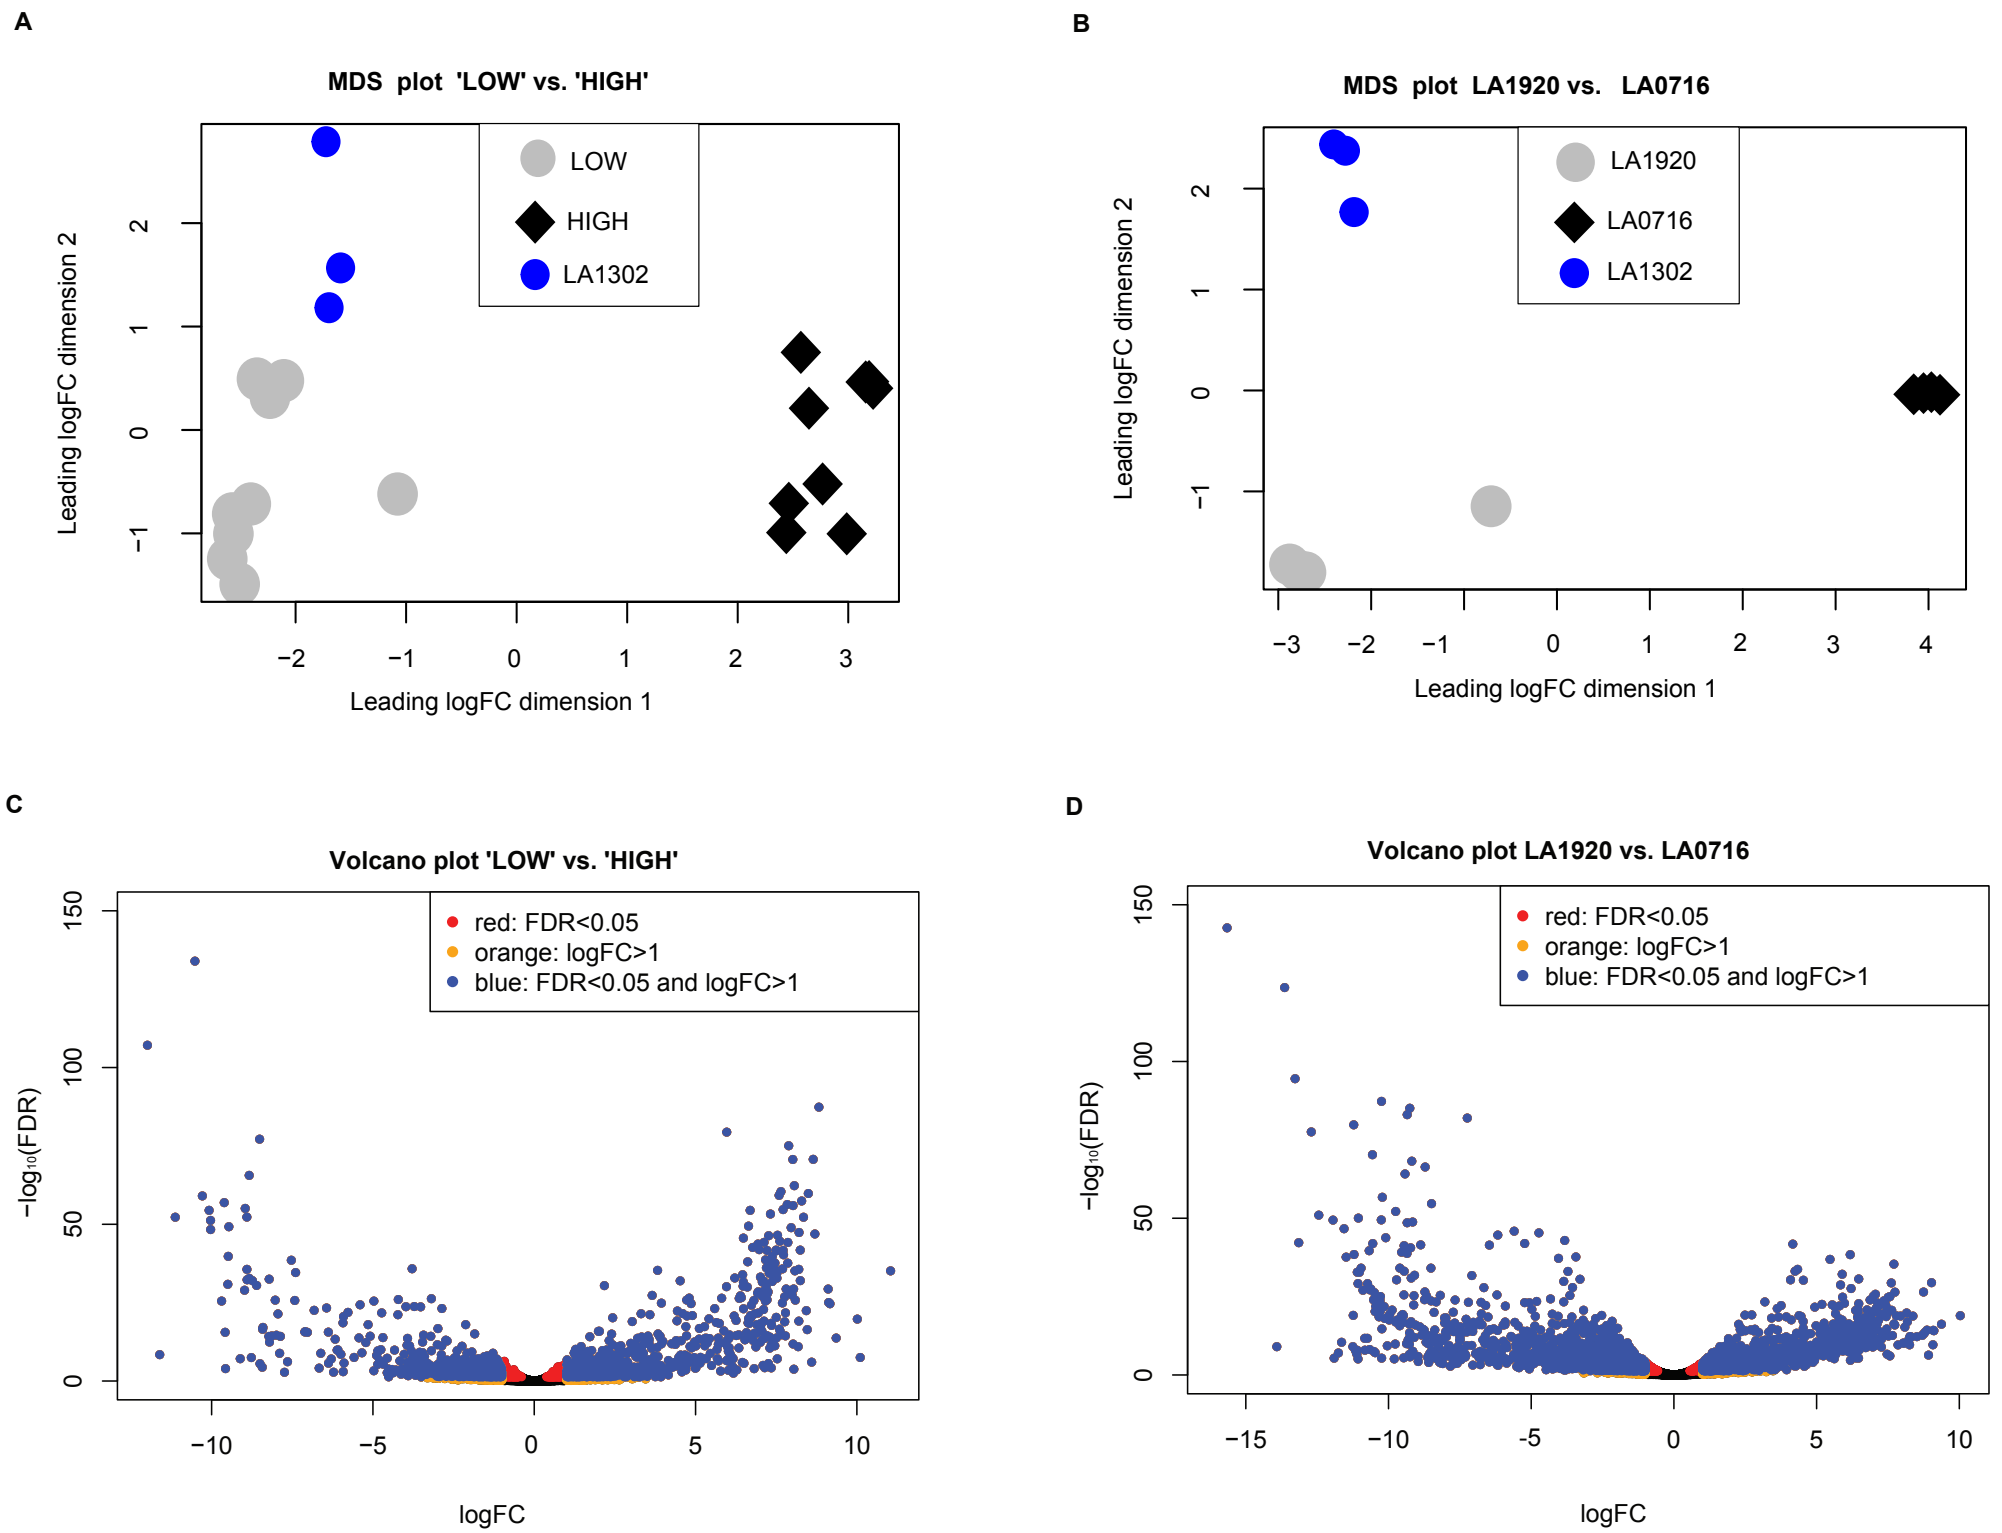 A
MDS plot 'LOW' vs. 'HIGH'
LOW
HIGH
LA1302
Leading logFC dimension 2
2
1
0
−1
−2 −1 0 1 2 3
Leading logFC dimension 1
B
MDS plot LA1920 vs. LA0716
LA1920
LA0716
LA1302
Leading logFC dimension 2
2
1
0
−1
−3 −2 −1 0 1 2 3 4
Leading logFC dimension 1
C
Volcano plot 'LOW' vs. 'HIGH'
red: FDR<0.05
orange: logFC>1
blue: FDR<0.05 and logFC>1
−log₁₀(FDR)
150
100
50
0
−10 −5 0 5 10
logFC
D
Volcano plot LA1920 vs. LA0716
red: FDR<0.05
orange: logFC>1
blue: FDR<0.05 and logFC>1
−log₁₀(FDR)
150
100
50
0
−15 −10 -5 0 5 10
logFC